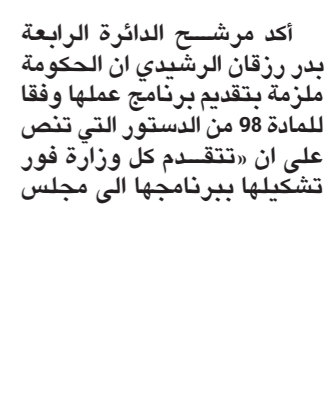 أكد مرشـــح الدائرة الرابعة
بدر رزقان الرشيدي ان الحكومة
ملزمة بتقديم برنامج عملها وفقا
للمادة 98 من الدستور التي تنص
على ان «تتقـــدم كل وزارة فور
تشكيلها ببرنامجها الى مجلس